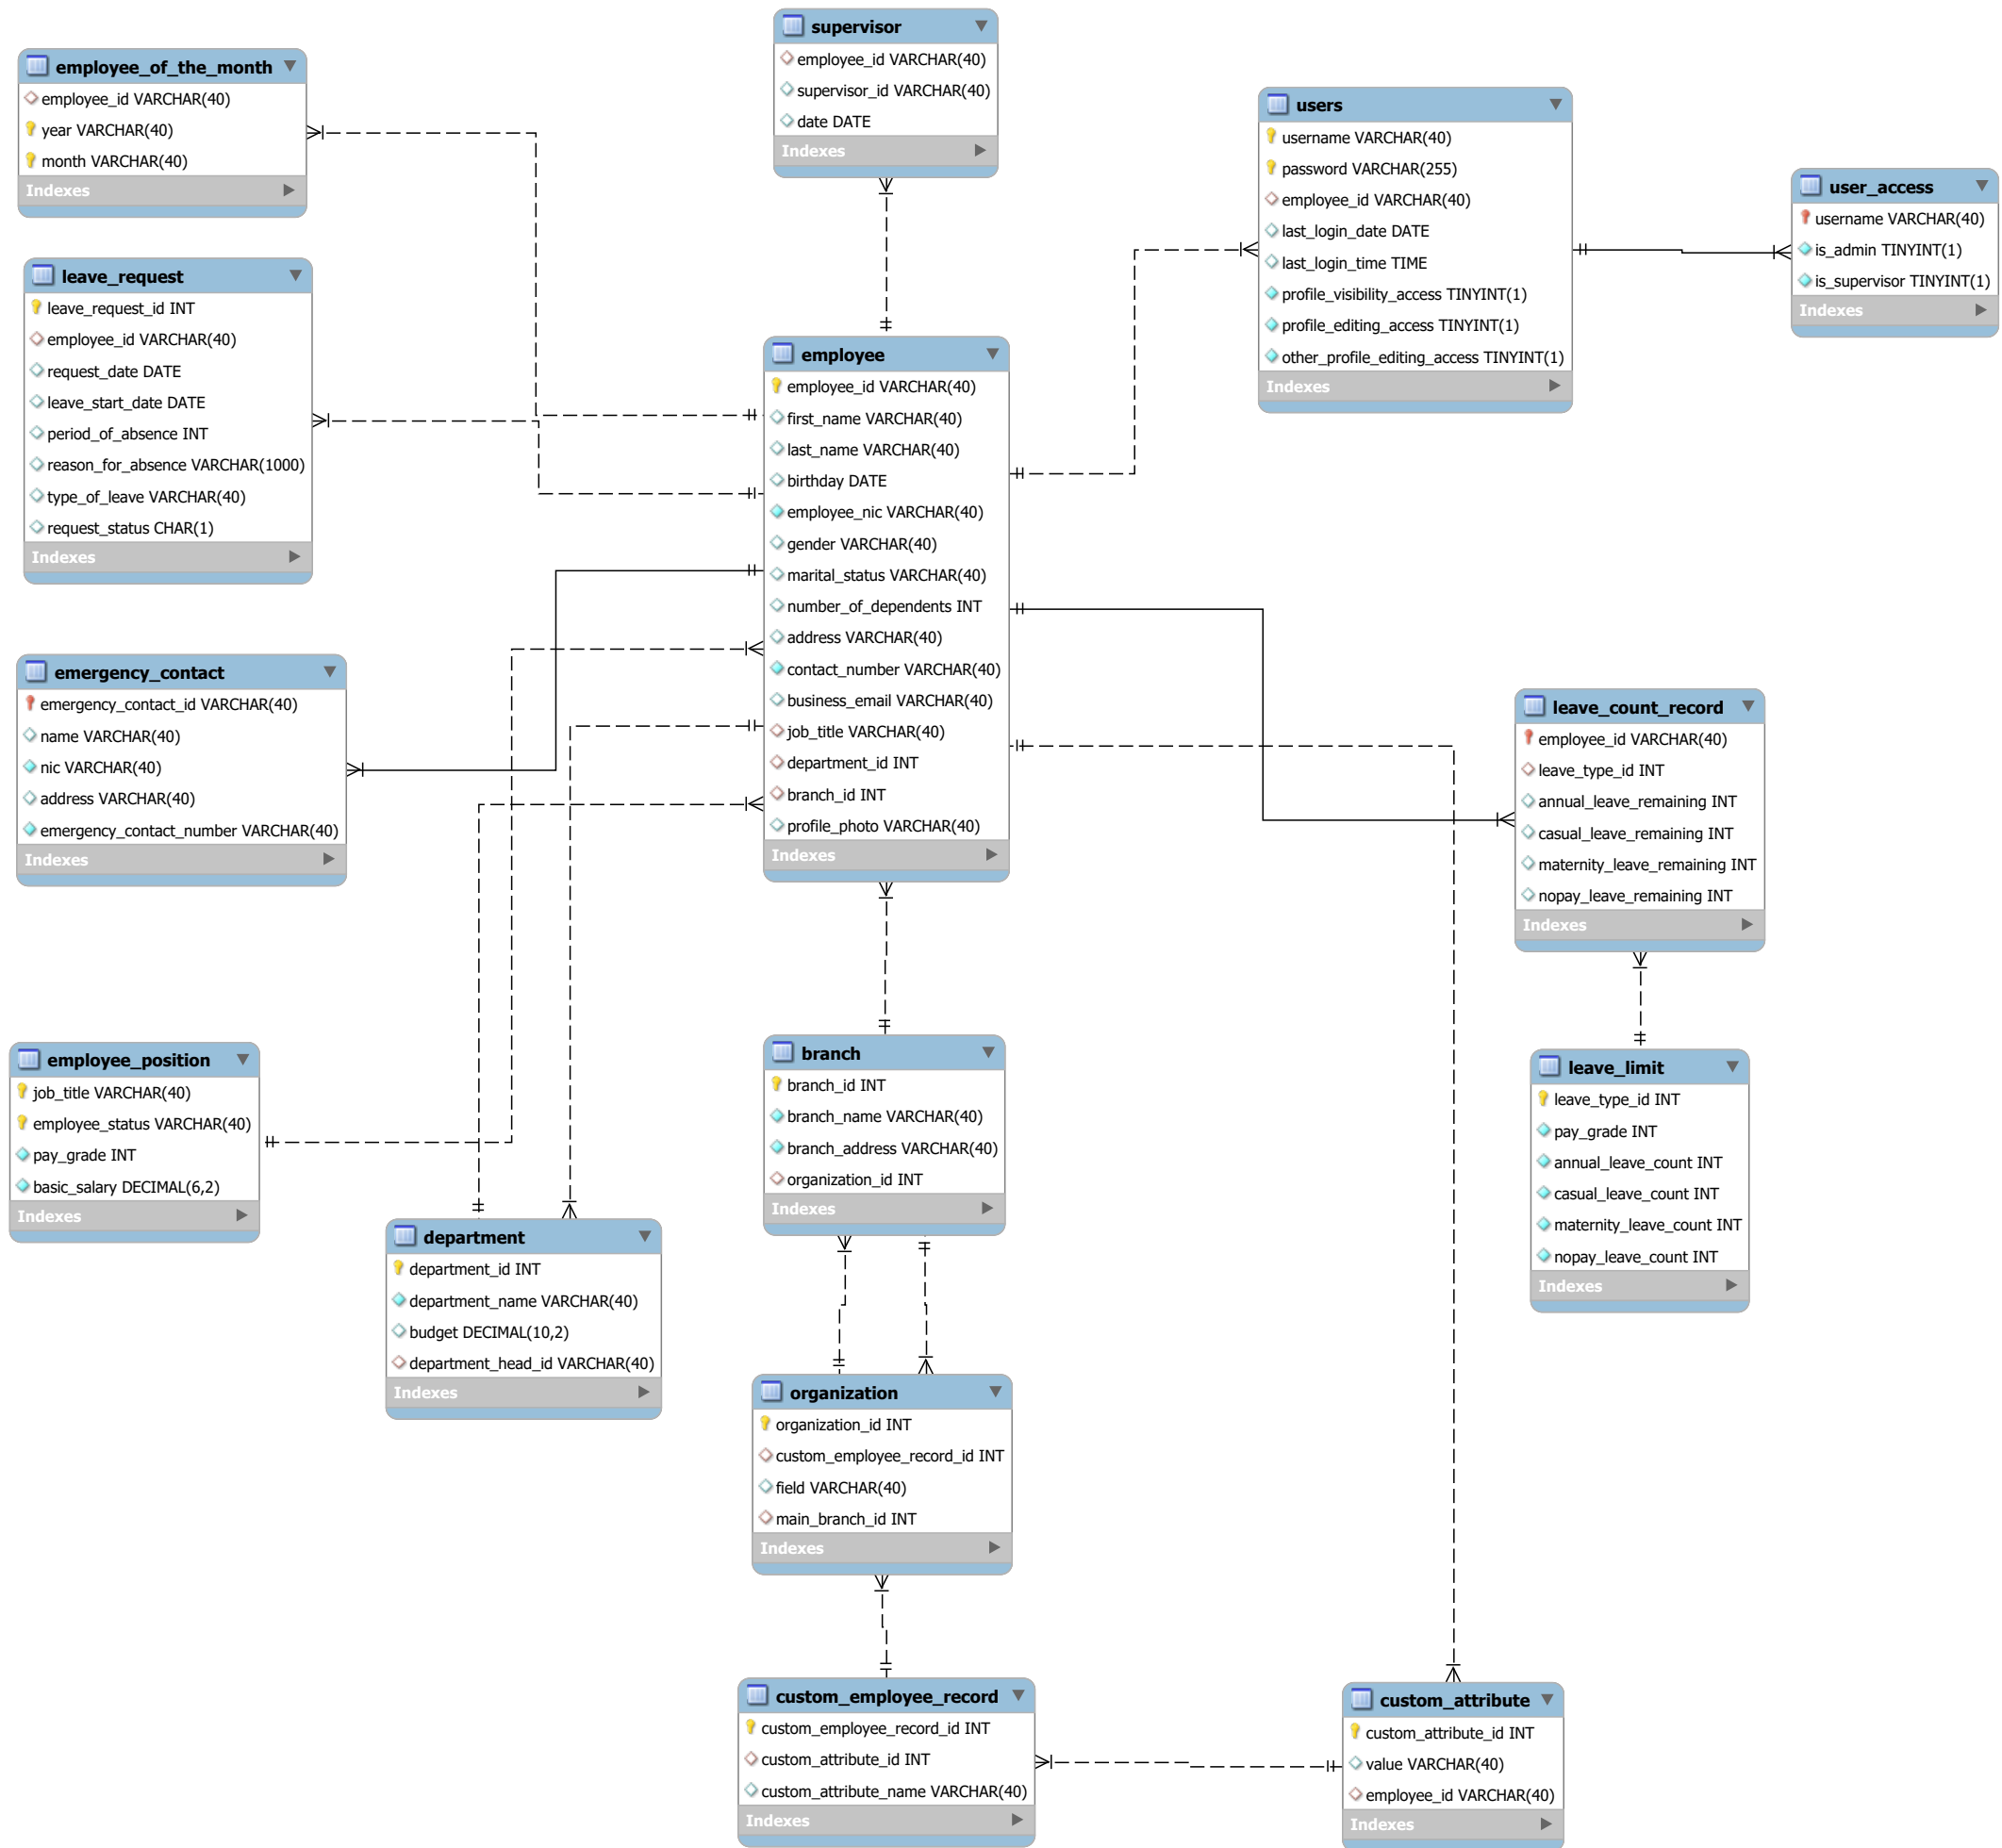 supervisor
employee_id VARCHAR(40)
supervisor_id VARCHAR(40)
date DATE
Indexes
employee_of_the_month
employee_id VARCHAR(40)
year VARCHAR(40)
month VARCHAR(40)
Indexes
users
username VARCHAR(40)
password VARCHAR(255)
employee_id VARCHAR(40)
last_login_date DATE
last_login_time TIME
profile_visibility_access TINYINT(1)
profile_editing_access TINYINT(1)
other_profile_editing_access TINYINT(1)
Indexes
user_access
username VARCHAR(40)
is_admin TINYINT(1)
is_supervisor TINYINT(1)
Indexes
leave_request
leave_request_id INT
employee_id VARCHAR(40)
request_date DATE
leave_start_date DATE
period_of_absence INT
reason_for_absence VARCHAR(1000)
type_of_leave VARCHAR(40)
request_status CHAR(1)
Indexes
employee
employee_id VARCHAR(40)
first_name VARCHAR(40)
last_name VARCHAR(40)
birthday DATE
employee_nic VARCHAR(40)
gender VARCHAR(40)
marital_status VARCHAR(40)
number_of_dependents INT
address VARCHAR(40)
contact_number VARCHAR(40)
business_email VARCHAR(40)
job_title VARCHAR(40)
department_id INT
branch_id INT
profile_photo VARCHAR(40)
Indexes
emergency_contact
emergency_contact_id VARCHAR(40)
name VARCHAR(40)
nic VARCHAR(40)
address VARCHAR(40)
emergency_contact_number VARCHAR(40)
Indexes
leave_count_record
employee_id VARCHAR(40)
leave_type_id INT
annual_leave_remaining INT
casual_leave_remaining INT
maternity_leave_remaining INT
nopay_leave_remaining INT
Indexes
employee_position
job_title VARCHAR(40)
employee_status VARCHAR(40)
pay_grade INT
basic_salary DECIMAL(6,2)
Indexes
branch
branch_id INT
branch_name VARCHAR(40)
branch_address VARCHAR(40)
organization_id INT
Indexes
leave_limit
leave_type_id INT
pay_grade INT
annual_leave_count INT
casual_leave_count INT
maternity_leave_count INT
nopay_leave_count INT
Indexes
department
department_id INT
department_name VARCHAR(40)
budget DECIMAL(10,2)
department_head_id VARCHAR(40)
Indexes
organization
organization_id INT
custom_employee_record_id INT
field VARCHAR(40)
main_branch_id INT
Indexes
custom_employee_record
custom_employee_record_id INT
custom_attribute_id INT
custom_attribute_name VARCHAR(40)
Indexes
custom_attribute
custom_attribute_id INT
value VARCHAR(40)
employee_id VARCHAR(40)
Indexes